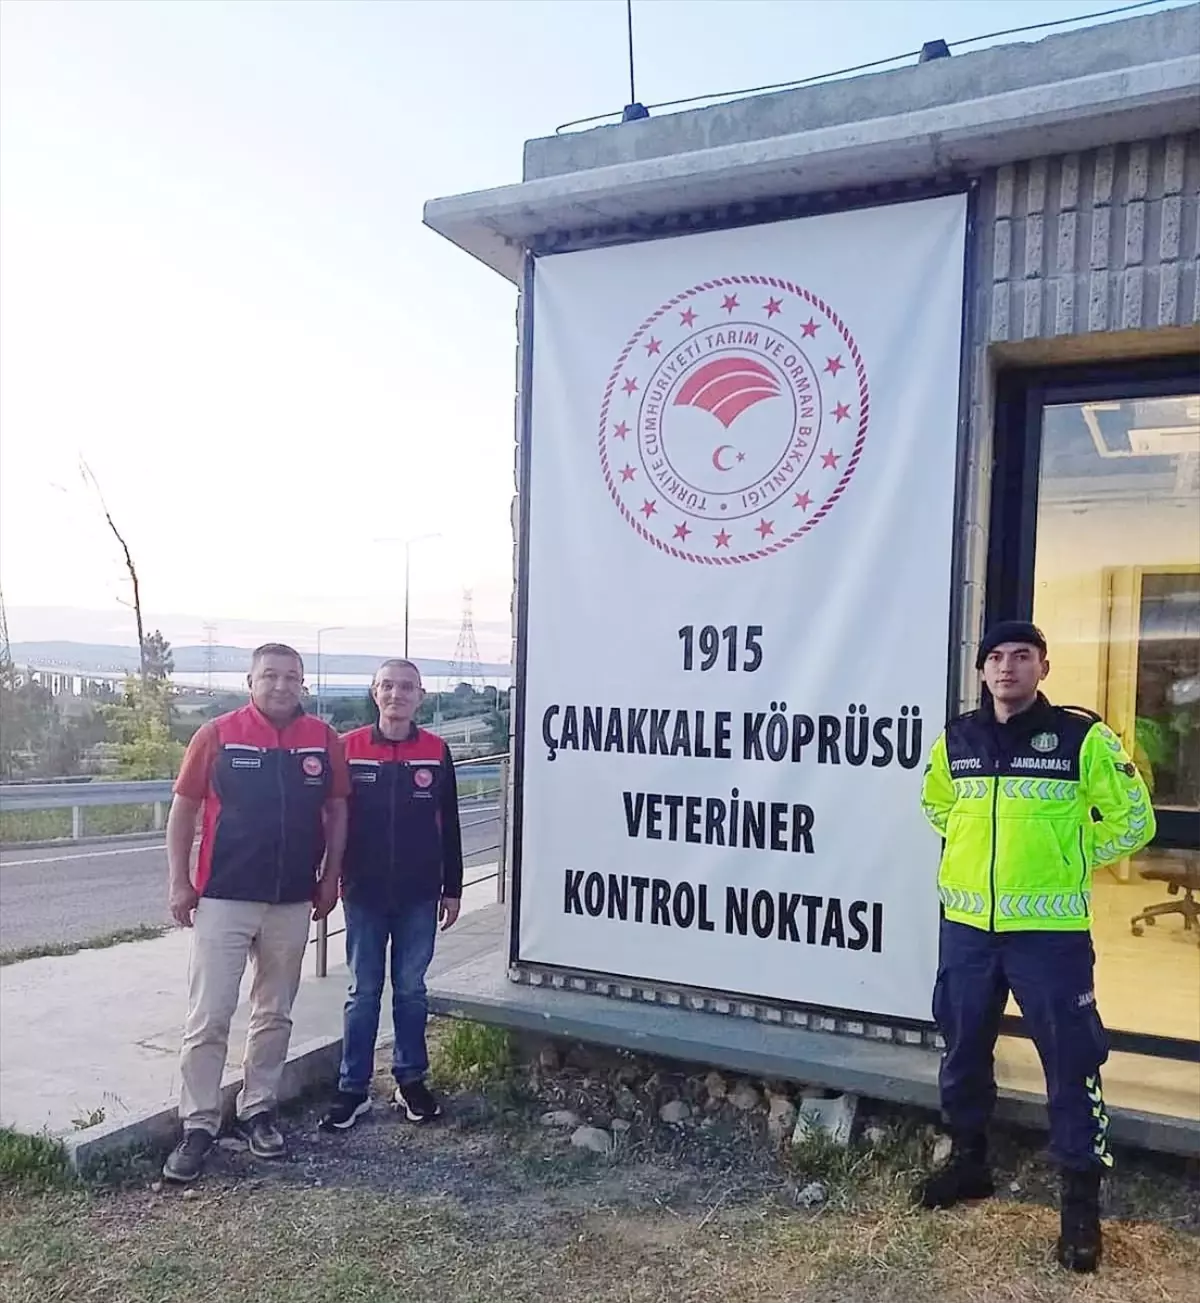 TÜRKİYE CUMHURİYETİ TARIM VE ORMAN BAKANLIĞI
1915
ÇANAKKALE KÖPRÜSÜ
VETERİNER
KONTROL NOKTASI
OTOYOL JANDARMASI